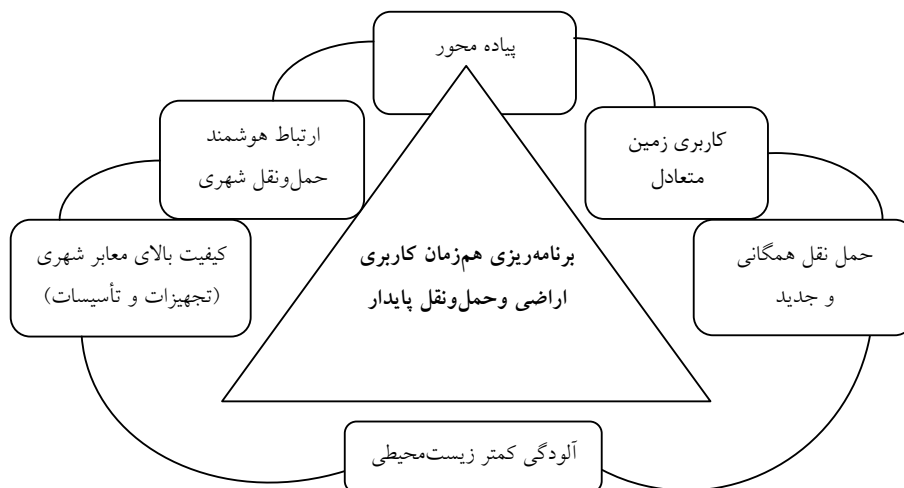 پیاده محور
ارتباط هوشمند
حمل‌ونقل شهری
کاربری زمین
متعادل
کیفیت بالای معابر شهری
(تجهیزات و تأسیسات)
برنامه‌ریزی هم‌زمان کاربری
اراضی وحمل‌ونقل پایدار
حمل نقل همگانی
و جدید
آلودگی کمتر زیست‌محیطی